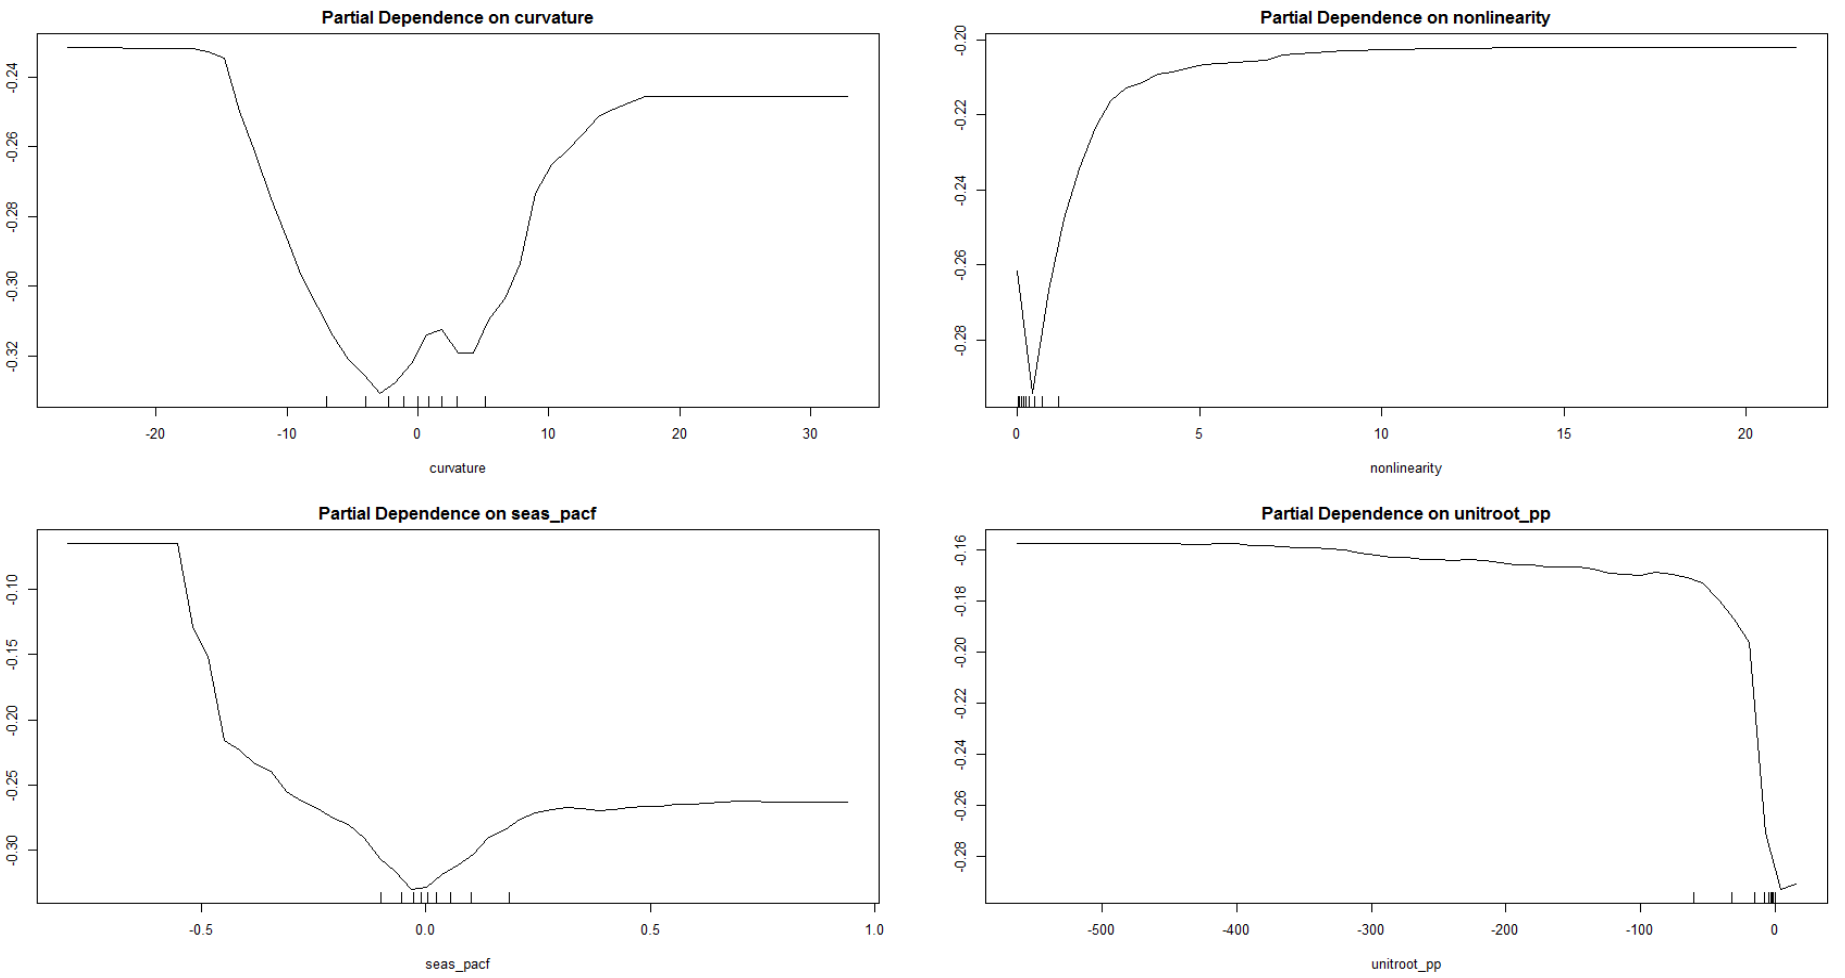 Partial Dependence on curvature
-0.24
-0.26
-0.28
-0.30
-0.32
-20 -10 0 10 20 30
curvature
Partial Dependence on nonlinearity
-0.20
-0.22
-0.24
-0.26
-0.28
0 5 10 15 20
nonlinearity
Partial Dependence on seas_pacf
-0.10
-0.15
-0.20
-0.25
-0.30
-0.5 0.0 0.5 1.0
seas_pacf
Partial Dependence on unitroot_pp
-0.16
-0.18
-0.20
-0.22
-0.24
-0.26
-0.28
-500 -400 -300 -200 -100 0
unitroot_pp